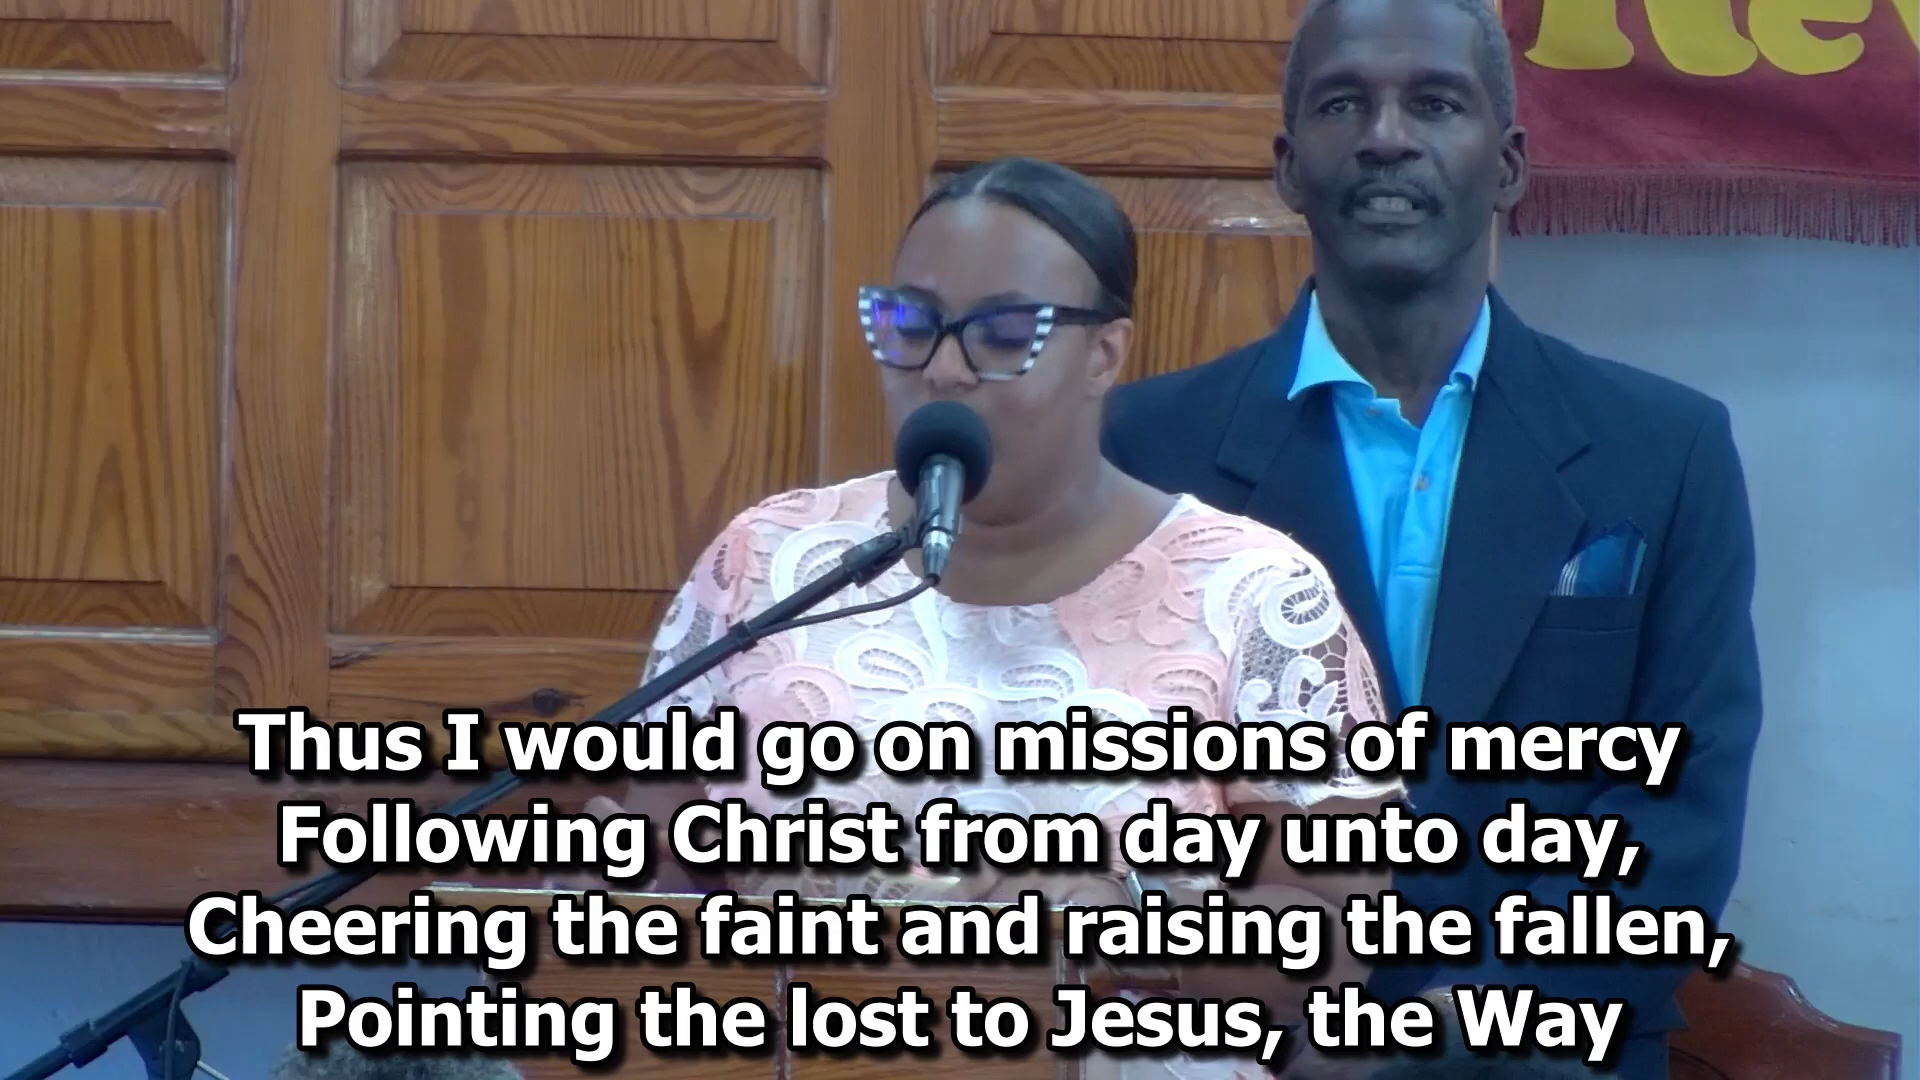 Rev
Thus I would go on missions of mercy
Following Christ from day unto day,
Cheering the faint and raising the fallen,
Pointing the lost to Jesus, the Way